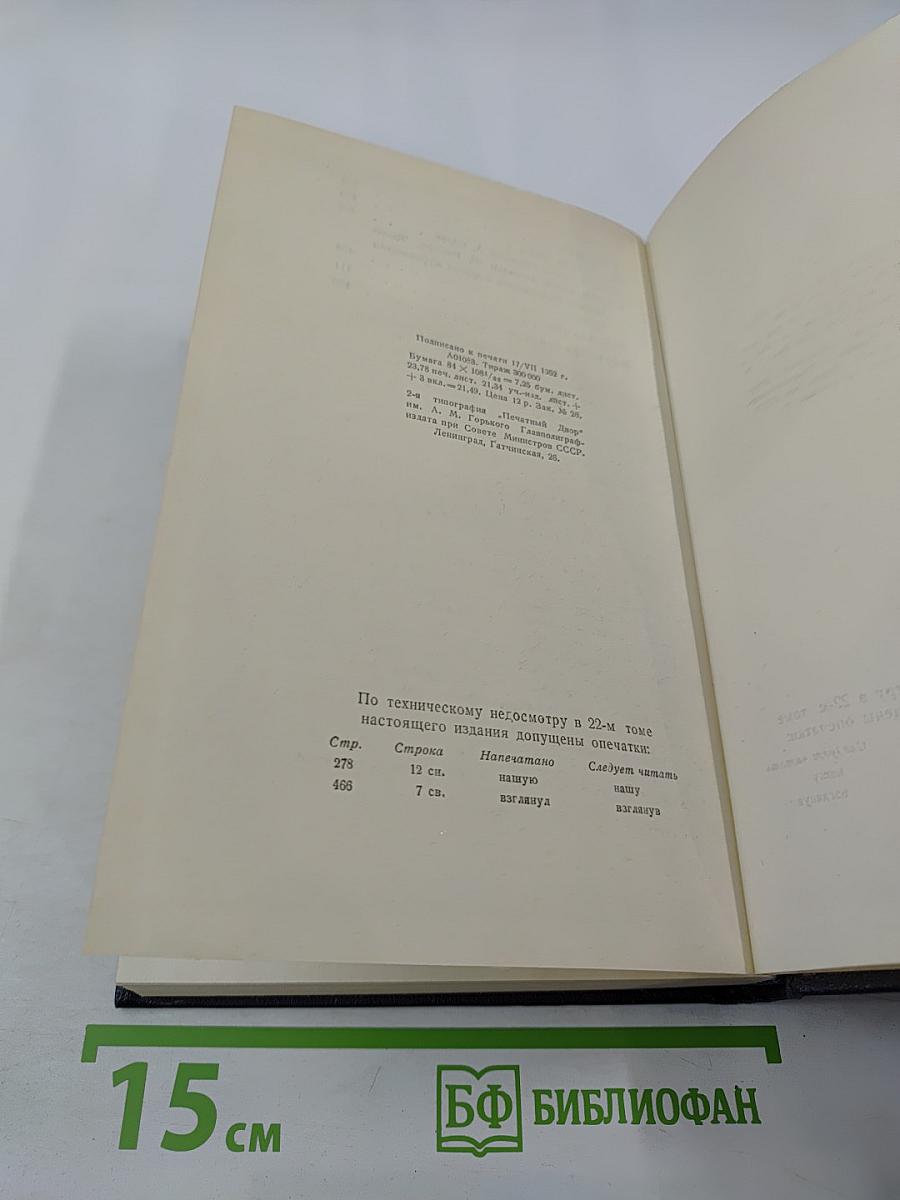 Подписано к печати 17/VII 1952 г.
А01083. Тираж 300 000
Бумага 84 × 108¹/₃₂ = 7,25 бум. лист.
23,78 печ. лист. 21,34 уч.-изд. лист. +
+ 3 вкл.=21,49. Цена 12 р. Зак. № 26.
2-я типография „Печатный Двор"
им. А. М. Горького Главполиграф-
издата при Совете Министров СССР.
Ленинград, Гатчинская, 26.
По техническому недосмотру в 22-м томе
настоящего издания допущены опечатки:
Стр. Строка Напечатано Следует читать
278 12 сн. нашую нашу
466 7 св. взглянул взглянув
15 см
БФ БИБЛИОФАН